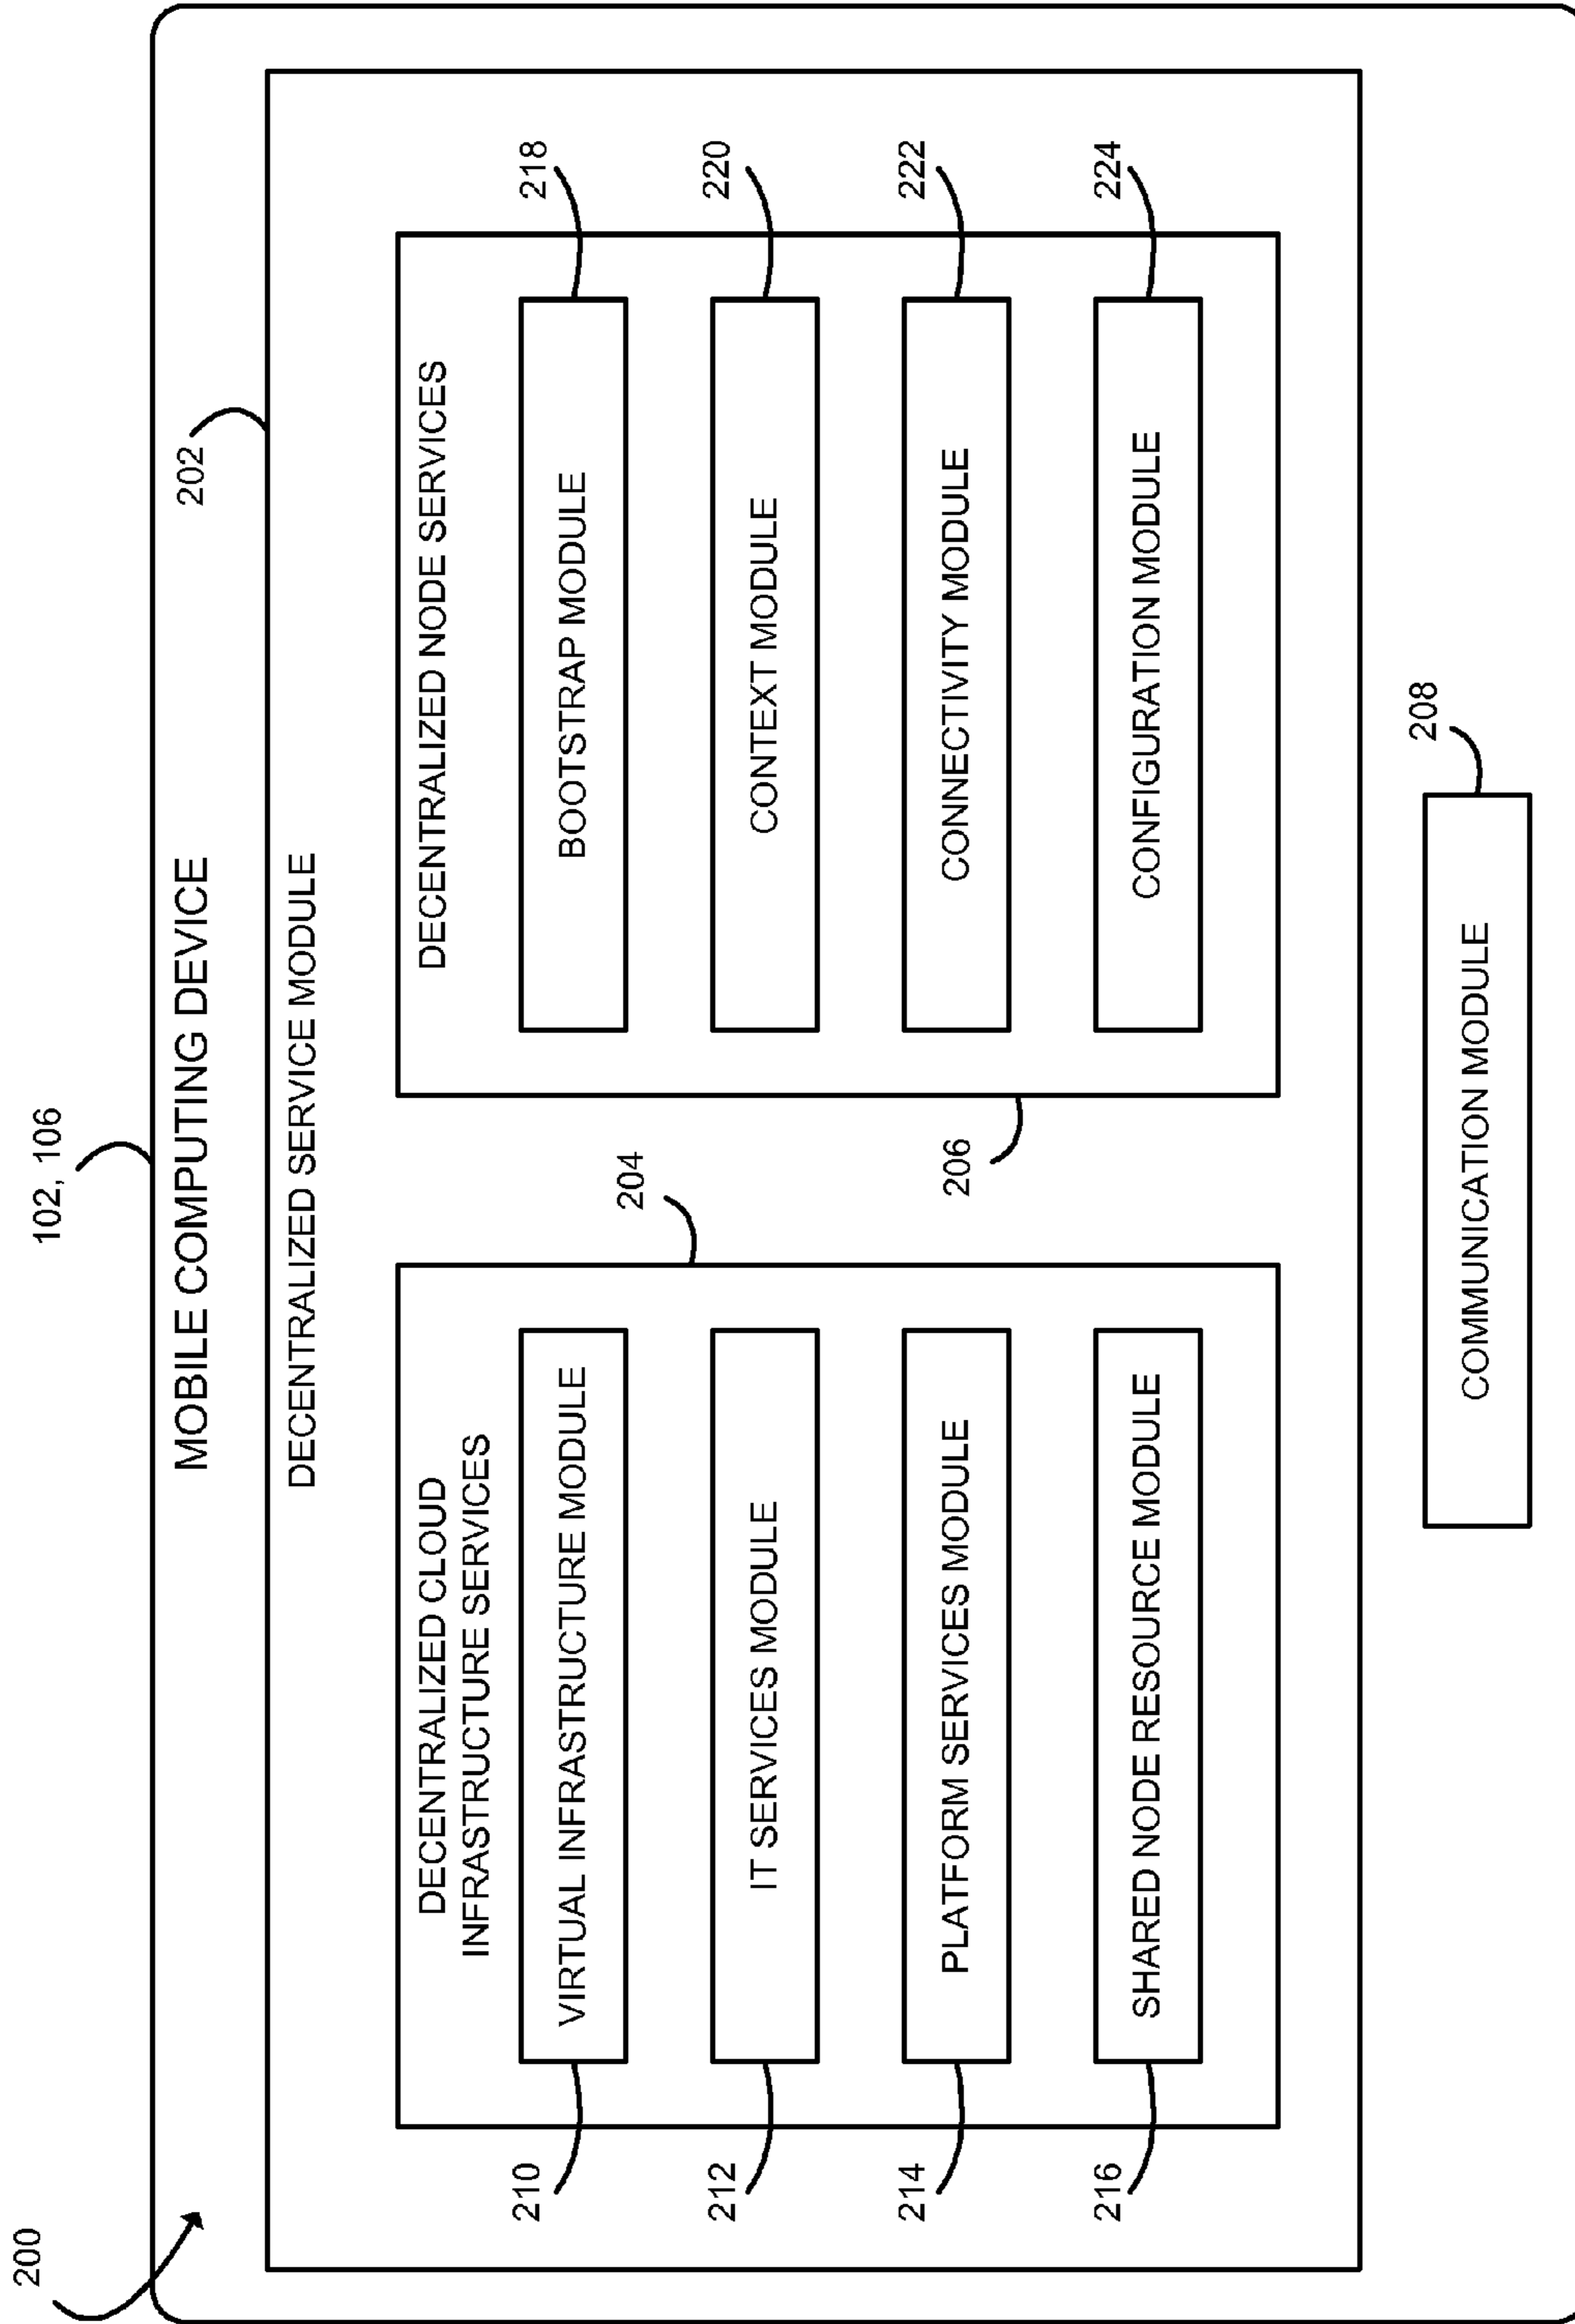 200
102, 106
MOBILE COMPUTING DEVICE
202
DECENTRALIZED SERVICE MODULE
204
DECENTRALIZED CLOUD
INFRASTRUCTURE SERVICES
210
VIRTUAL INFRASTRUCTURE MODULE
212
IT SERVICES MODULE
214
PLATFORM SERVICES MODULE
216
SHARED NODE RESOURCE MODULE
206
DECENTRALIZED NODE SERVICES
BOOTSTRAP MODULE
218
CONTEXT MODULE
220
CONNECTIVITY MODULE
222
CONFIGURATION MODULE
224
COMMUNICATION MODULE
208